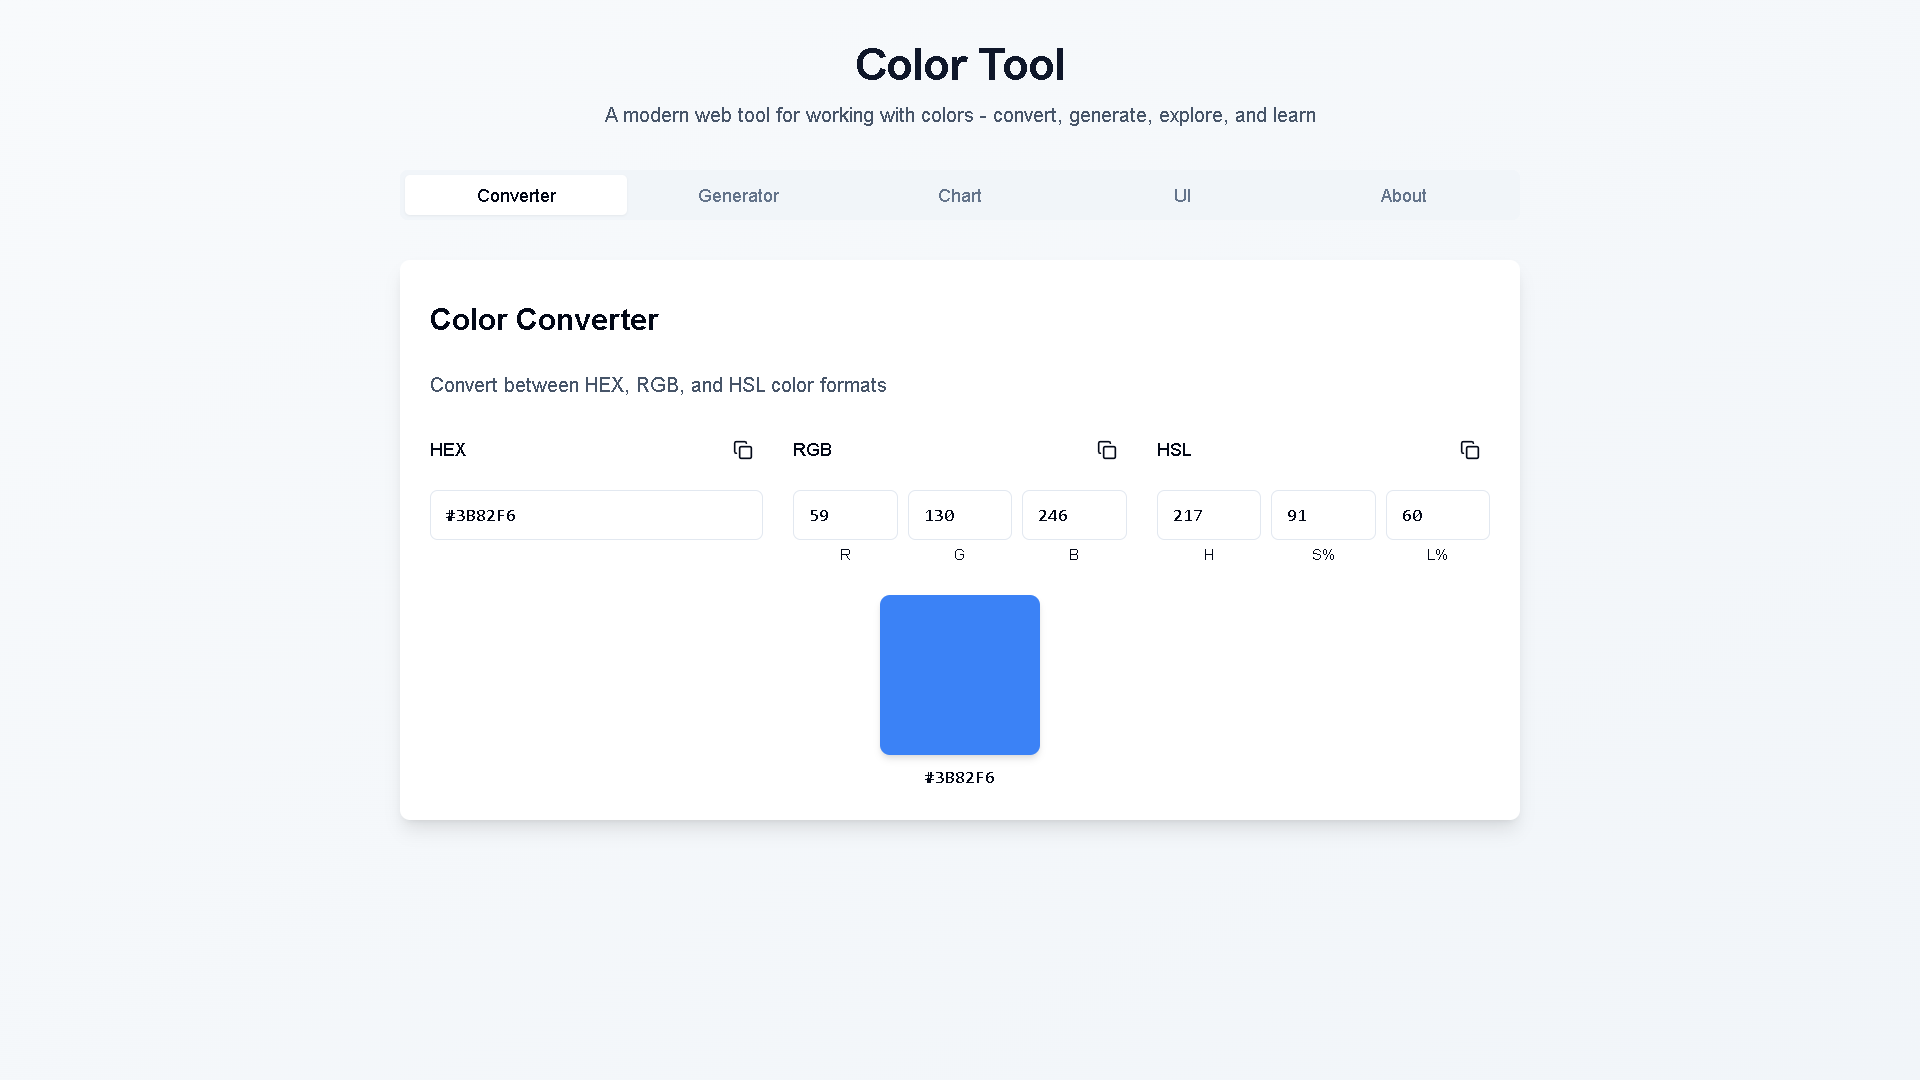 Color Tool
A modern web tool for working with colors - convert, generate, explore, and learn
Converter Generator Chart UI About
Color Converter
Convert between HEX, RGB, and HSL color formats
HEX RGB HSL
#3B82F6 59 130 246 217 91 60
R G B H S% L%
#3B82F6